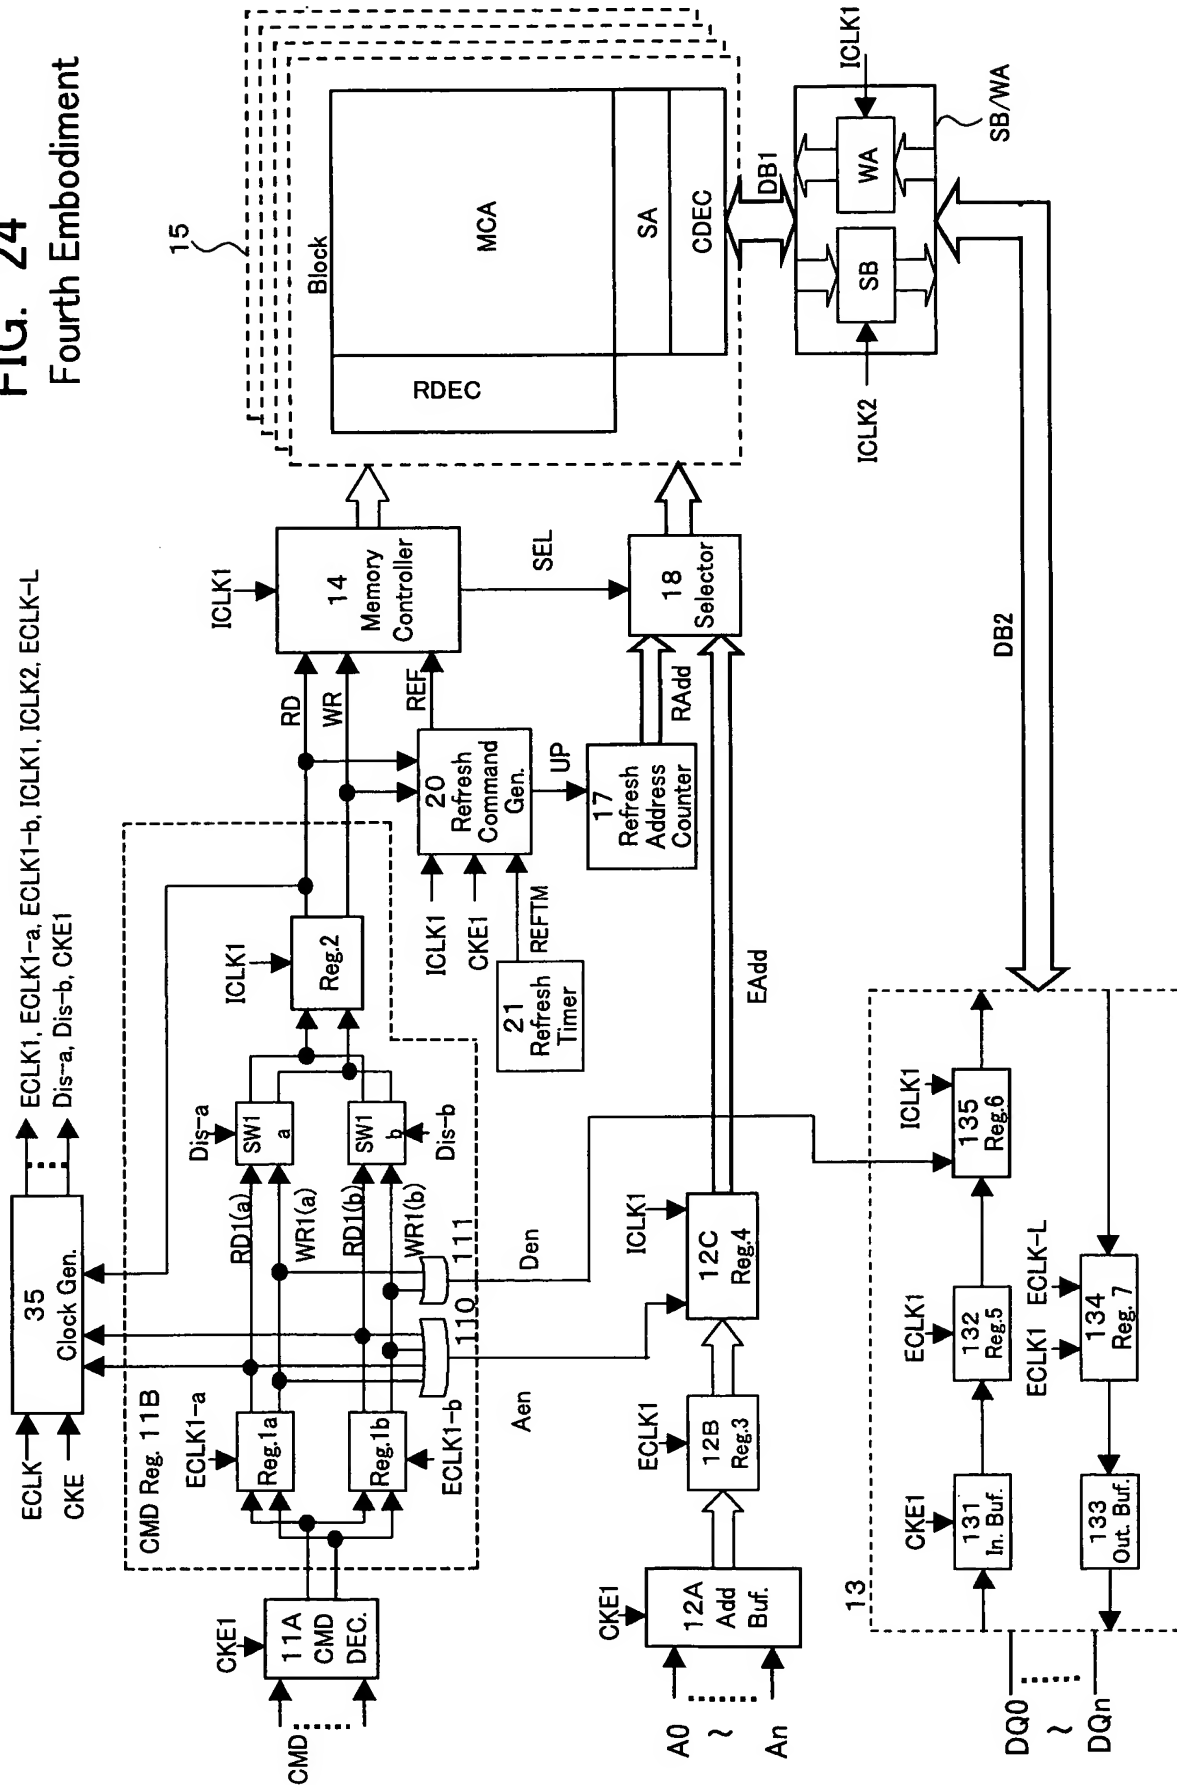 FIG. 24
Fourth Embodiment
ECLK
CKE
35
Clock Gen.
ECLK1, ECLK1-a, ECLK1-b, ICLK1, ICLK2, ECLK-L
Dis-a, Dis-b, CKE1
CMD Reg. 11B
CMD
CKE1
11A
CMD
DEC.
ECLK1-a
Reg.1a
Reg.1b
ECLK1-b
RD1(a)
WR1(a)
RD1(b)
WR1(b)
110
111
Aen
Den
Dis-a
SW1
a
SW1
b
Dis-b
ICLK1
Reg.2
RD
WR
REF
ICLK1
CKE1
REFTM
21
Refresh
Timer
20
Refresh
Command
Gen.
UP
17
Refresh
Address
Counter
RAdd
ICLK1
14
Memory
Controller
SEL
18
Selector
15
Block
MCA
RDEC
SA
CDEC
DB1
ICLK2
SB
WA
ICLK1
SB/WA
DB2
A0
~
An
CKE1
12A
Add
Buf.
ECLK1
12B
Reg.3
ICLK1
12C
Reg.4
EAdd
13
DQ0
~
DQn
CKE1
131
In. Buf.
ECLK1
132
Reg.5
ICLK1
135
Reg.6
133
Out. Buf.
ECLK1
ECLK-L
134
Reg. 7